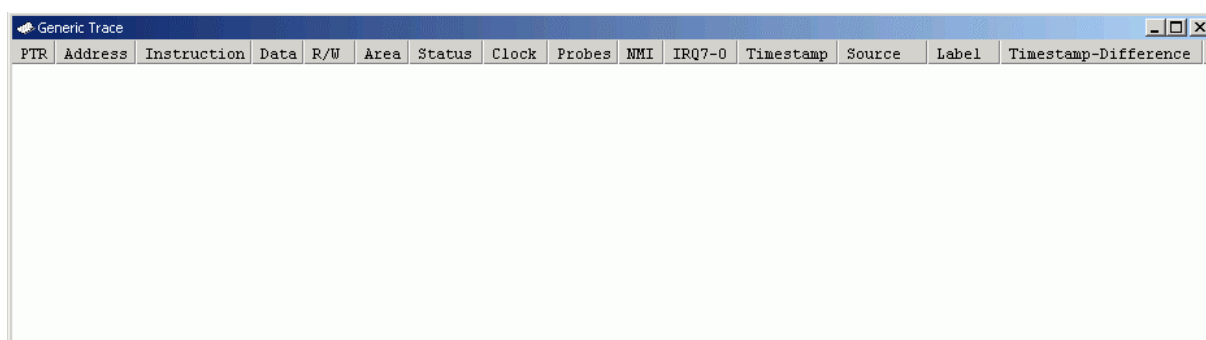 Generic Trace
PTR Address Instruction Data R/W Area Status Clock Probes NMI IRQ7-0 Timestamp Source Label Timestamp-Difference